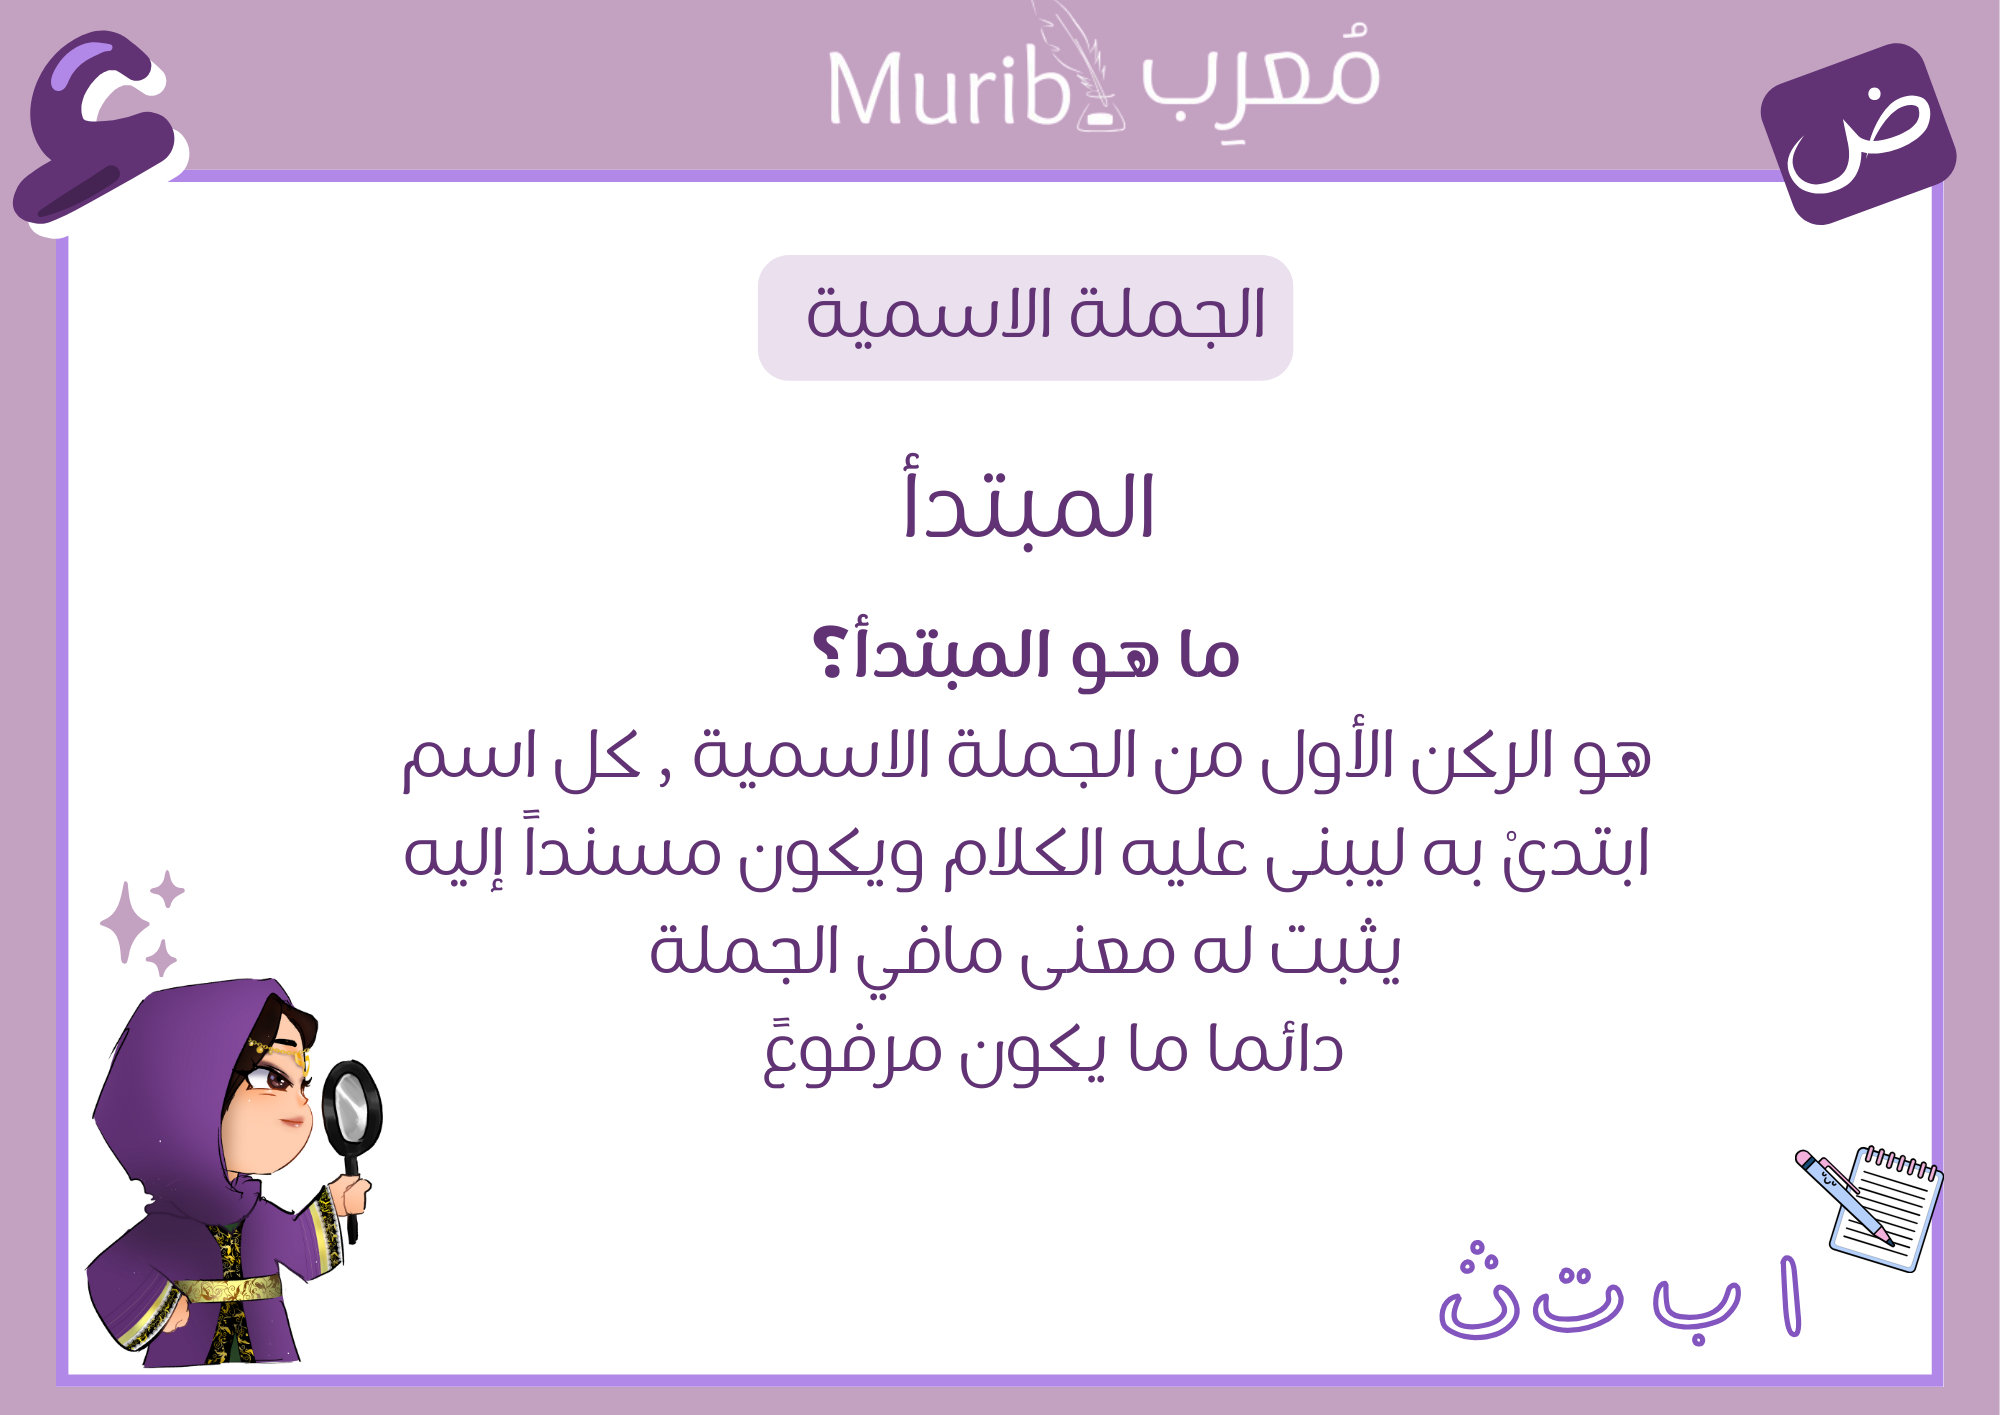 Murib مُعرِب
ع
ض
الجملة الاسمية
المبتدأ
ما هو المبتدأ؟
هو الركن الأول من الجملة الاسمية , كل اسم
ابتدىْ به ليبنى عليه الكلام ويكون مسنداً إليه
يثبت له معنى مافي الجملة
دائما ما يكون مرفوعً
ا ب ت ث